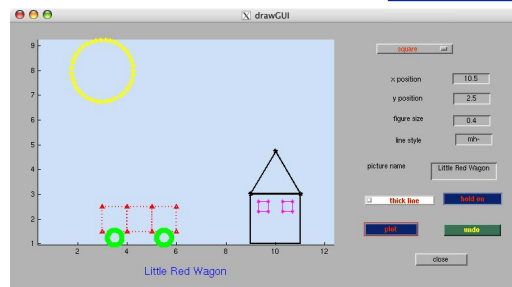 drawGUI
square
x position 10.5
y position 2.5
figure size 0.4
line style mh-
picture name Little Red Wagon
thick line
hold on
plot
undo
close
9
8
7
6
5
4
3
2
1
2 4 6 8 10 12
Little Red Wagon